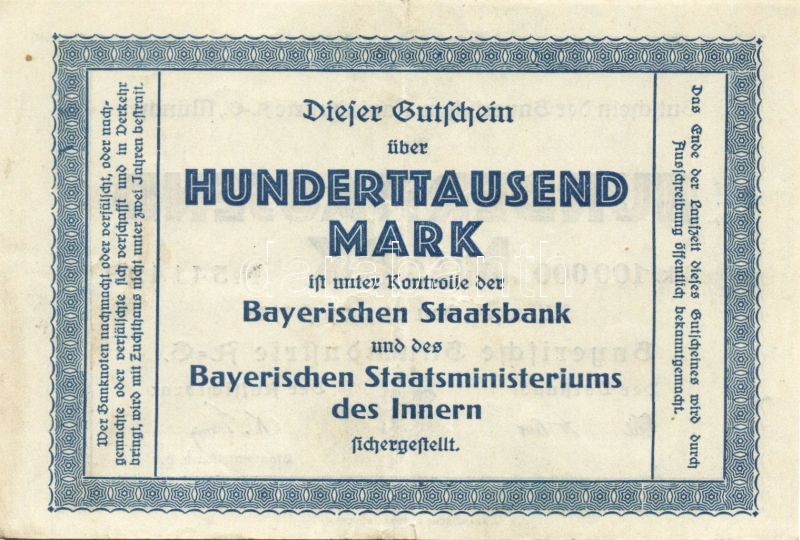 Wer Banknoten nachmacht oder verfälscht, oder nach-
gemachte oder verfälschte sich verschafft und in Verkehr
bringt, wird mit Zuchthaus nicht unter zwei Jahren bestraft.
Dieser Gutschein
über
HUNDERTTAUSEND
MARK
ist unter Kontrolle der
Bayerischen Staatsbank
und des
Bayerischen Staatsministeriums
des Innern
sichergestellt.
Das Ende der Laufzeit dieses Gutscheines wird durch
Ausschreibung öffentlich bekanntgemacht.
darabanth